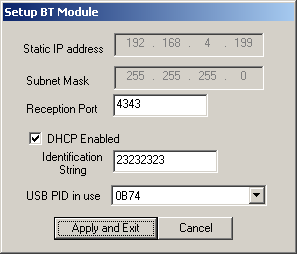 Setup BT Module
Static IP address 192 . 168 . 4 . 199
Subnet Mask 255 . 255 . 255 . 0
Reception Port 4343
DHCP Enabled
Identification String 23232323
USB PID in use 0B74
Apply and Exit Cancel